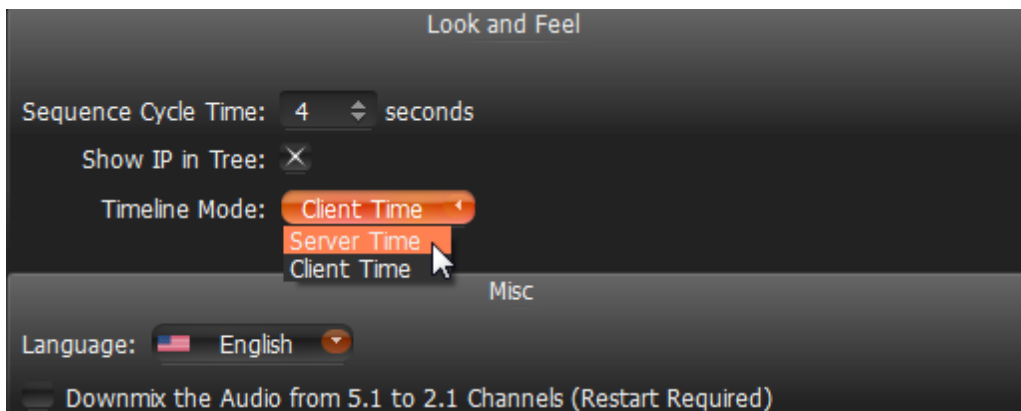 Look and Feel
Sequence Cycle Time: 4 seconds
Show IP in Tree:
Timeline Mode: Client Time
Server Time
Client Time
Misc
Language: English
Downmix the Audio from 5.1 to 2.1 Channels (Restart Required)